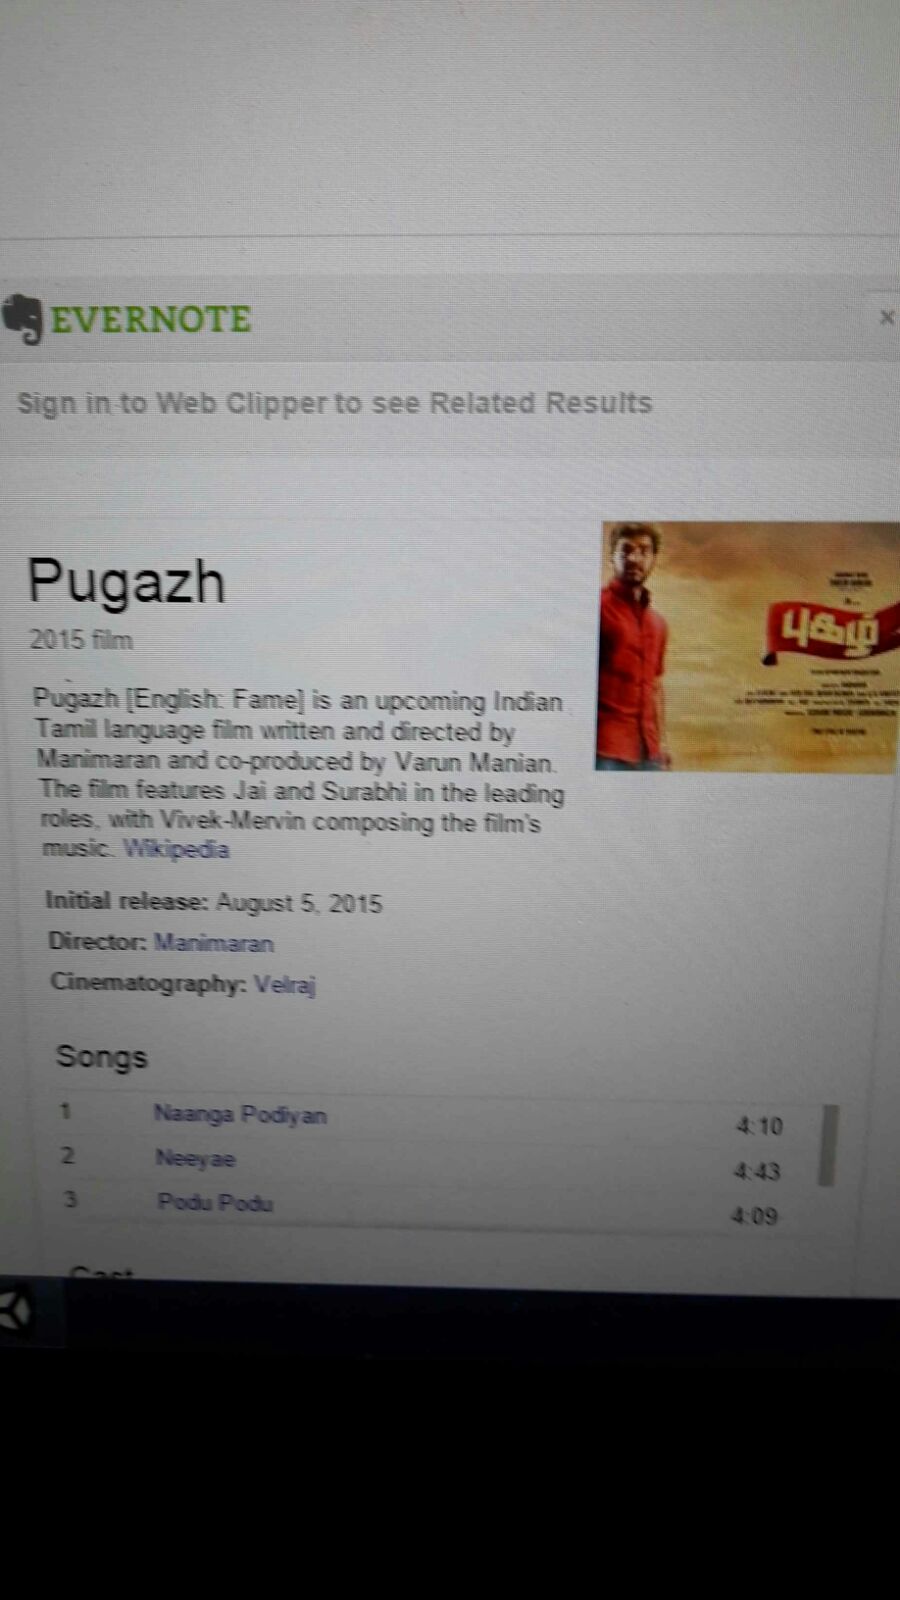 EVERNOTE
×
Sign in to Web Clipper to see Related Results
Pugazh
2015 film
புகழ்
Pugazh [English: Fame] is an upcoming Indian
Tamil language film written and directed by
Manimaran and co-produced by Varun Manian.
The film features Jai and Surabhi in the leading
roles, with Vivek-Mervin composing the film's
music. Wikipedia
Initial release: August 5, 2015
Director: Manimaran
Cinematography: Velraj
Songs
1 Naanga Podiyan 4:10
2 Neeyae 4:43
3 Podu Podu 4:09
Cast